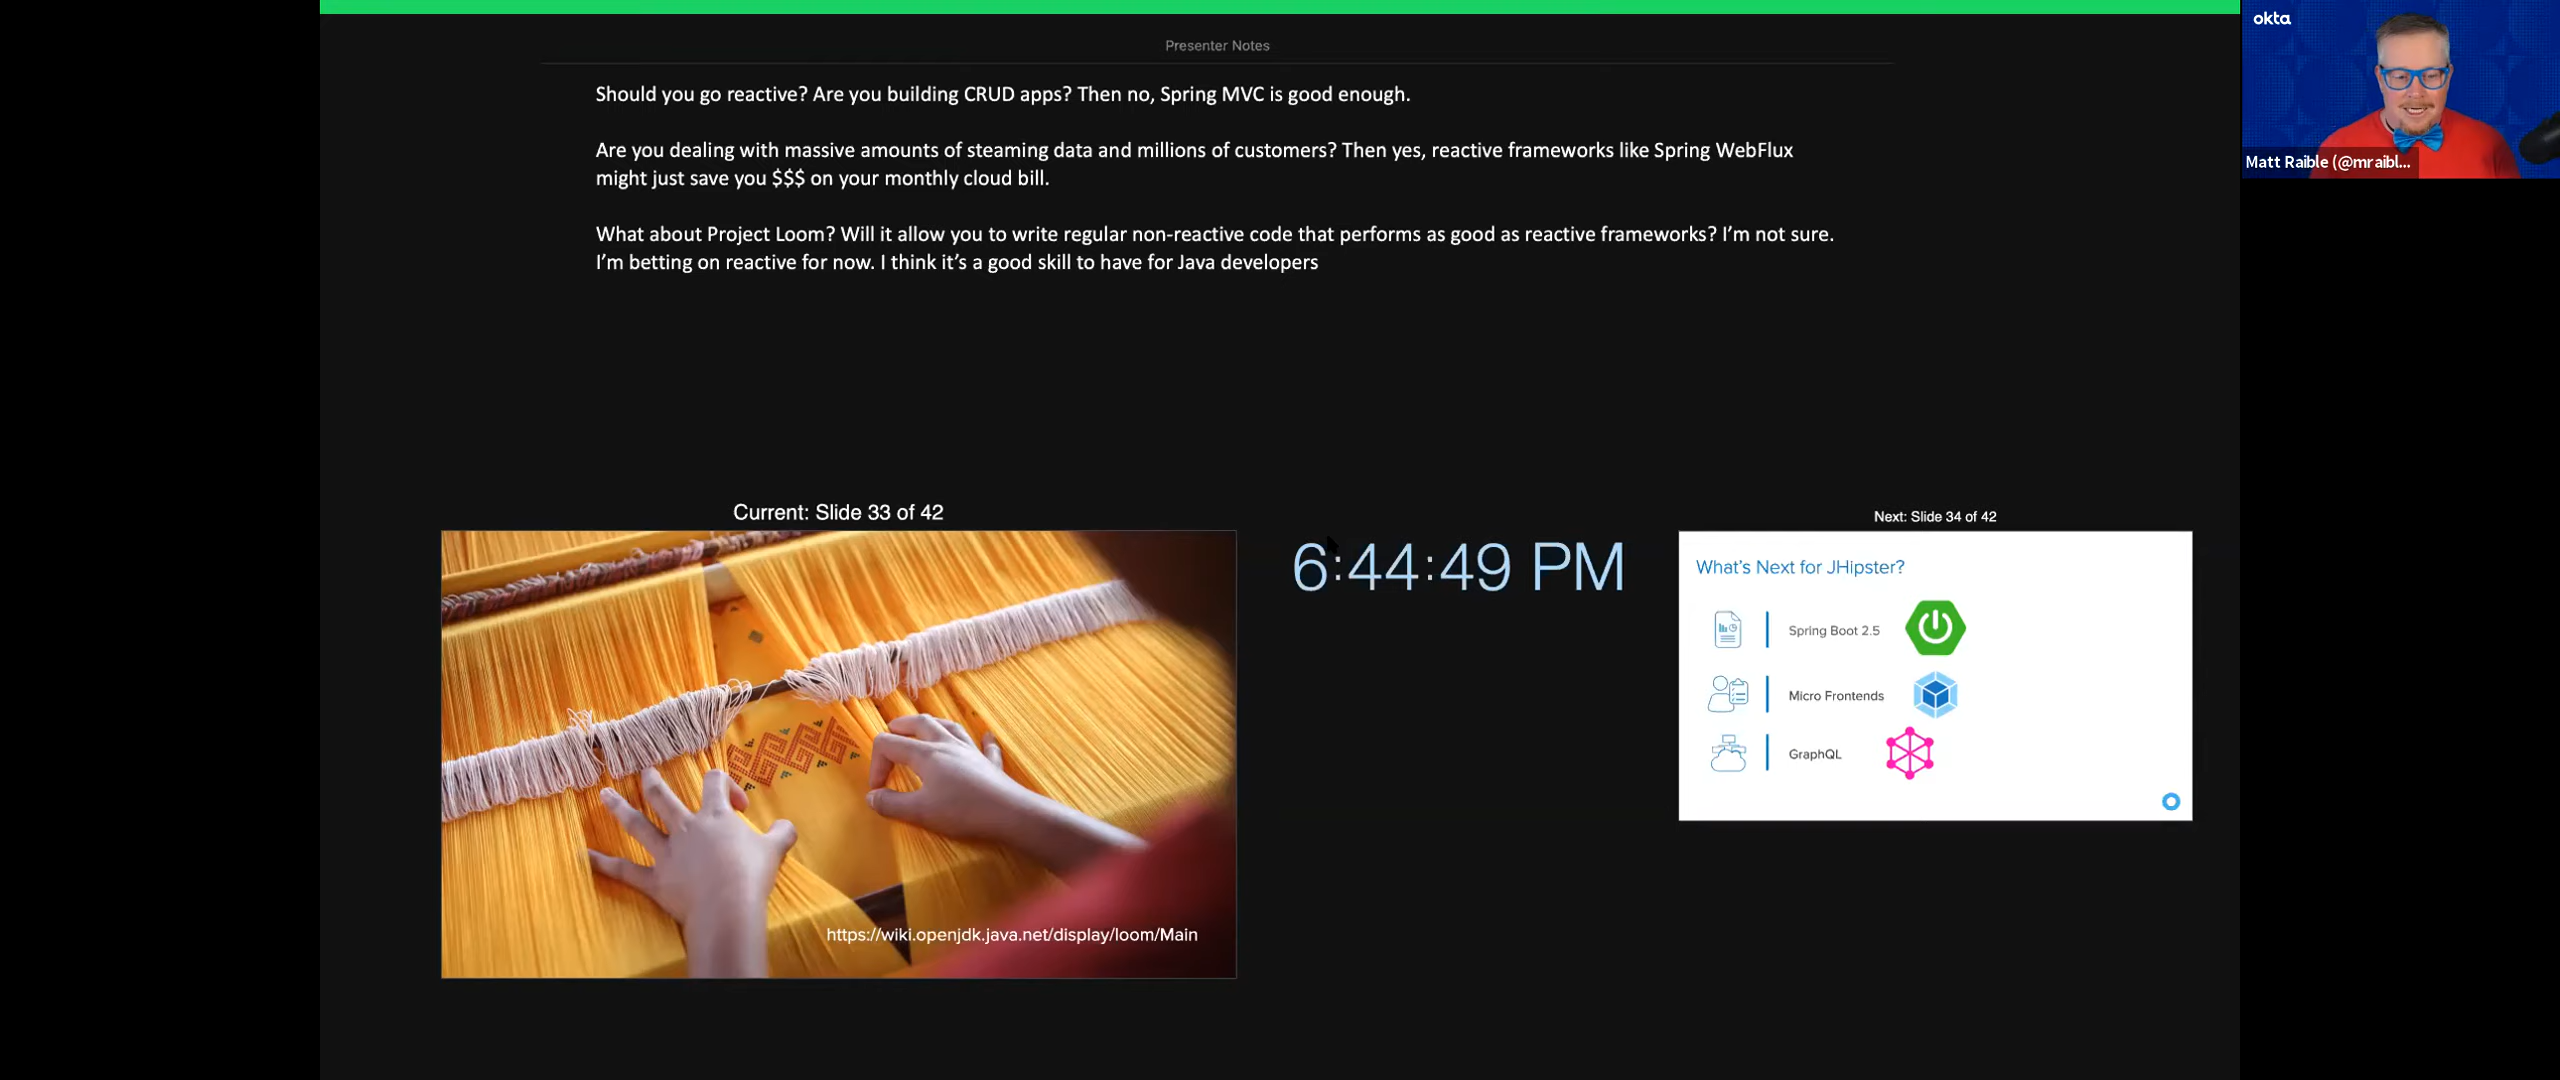 okta
Matt Raible (@mraibl...
Presenter Notes
Should you go reactive? Are you building CRUD apps? Then no, Spring MVC is good enough.
Are you dealing with massive amounts of steaming data and millions of customers? Then yes, reactive frameworks like Spring WebFlux
might just save you $$$ on your monthly cloud bill.
What about Project Loom? Will it allow you to write regular non-reactive code that performs as good as reactive frameworks? I'm not sure.
I'm betting on reactive for now. I think it's a good skill to have for Java developers
Current: Slide 33 of 42
https://wiki.openjdk.java.net/display/loom/Main
6:44:49 PM
Next: Slide 34 of 42
What's Next for JHipster?
Spring Boot 2.5
Micro Frontends
GraphQL